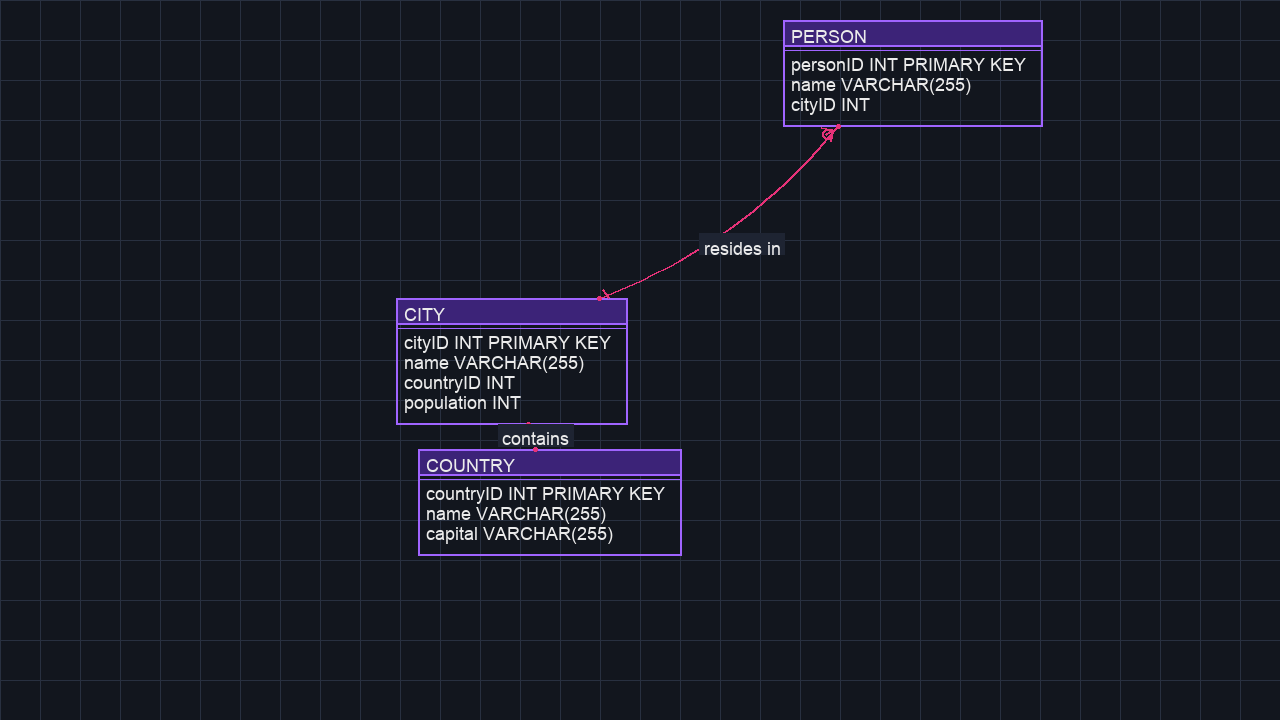 PERSON
personID INT PRIMARY KEY
name VARCHAR(255)
cityID INT
resides in
CITY
cityID INT PRIMARY KEY
name VARCHAR(255)
countryID INT
population INT
contains
COUNTRY
countryID INT PRIMARY KEY
name VARCHAR(255)
capital VARCHAR(255)